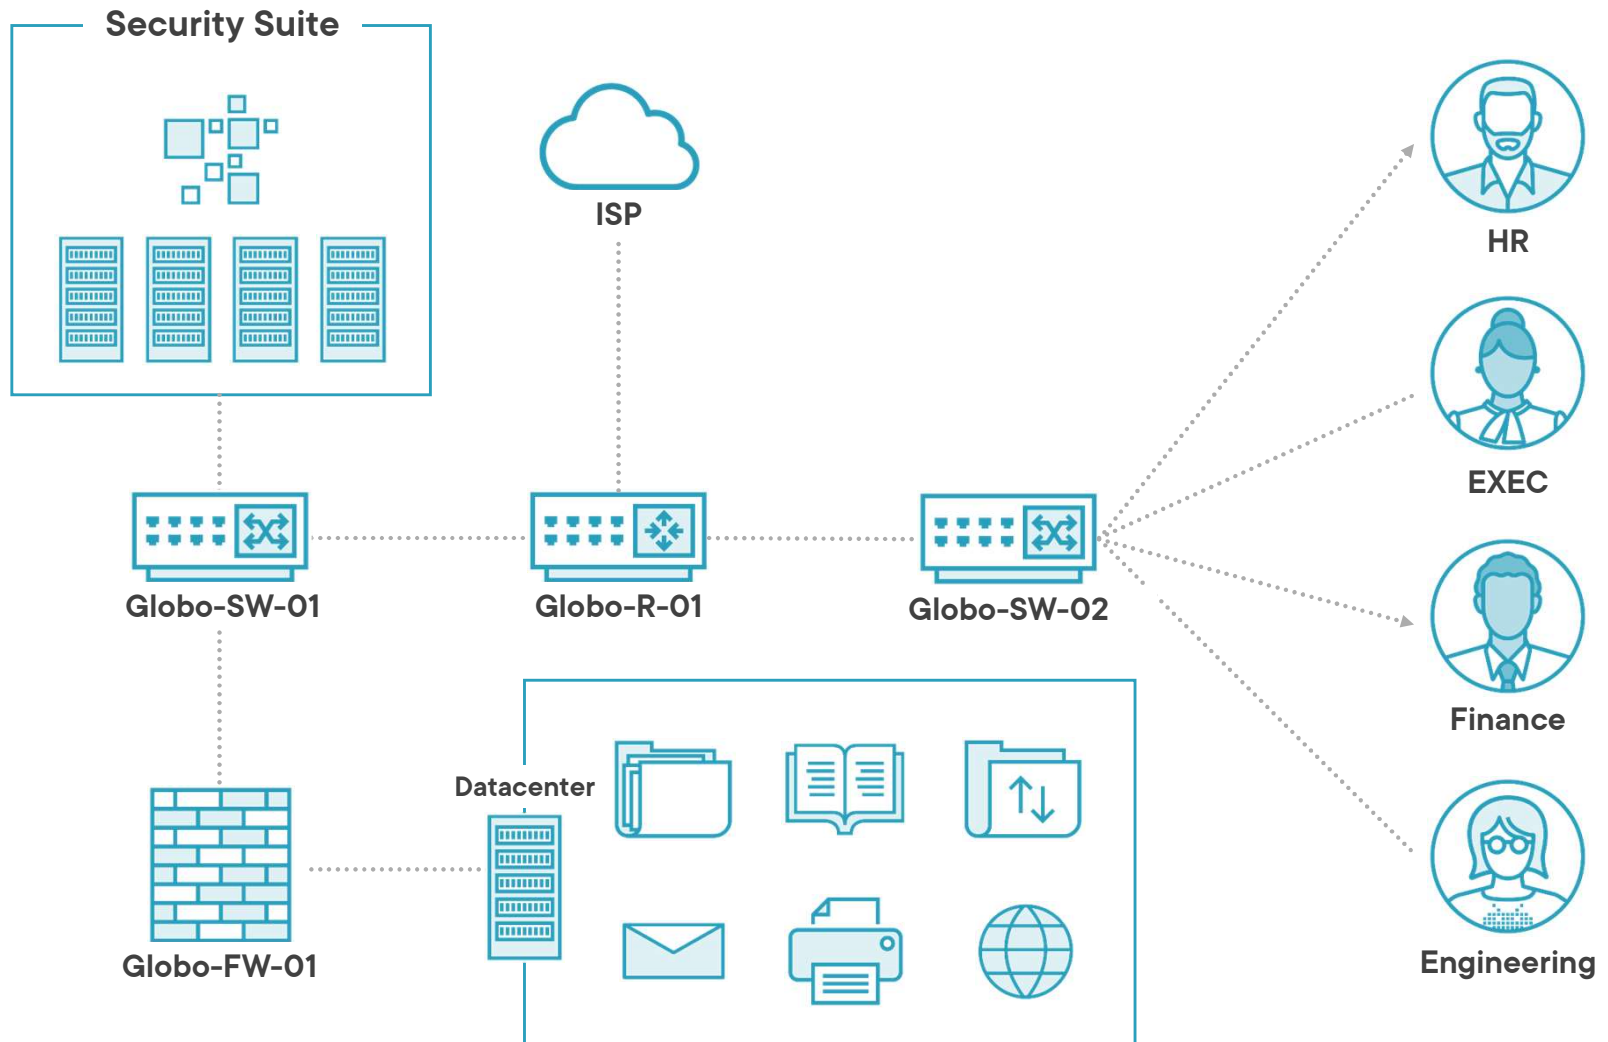 Security Suite
ISP
HR
EXEC
Globo-SW-01
Globo-R-01
Globo-SW-02
Finance
Datacenter
Globo-FW-01
Engineering